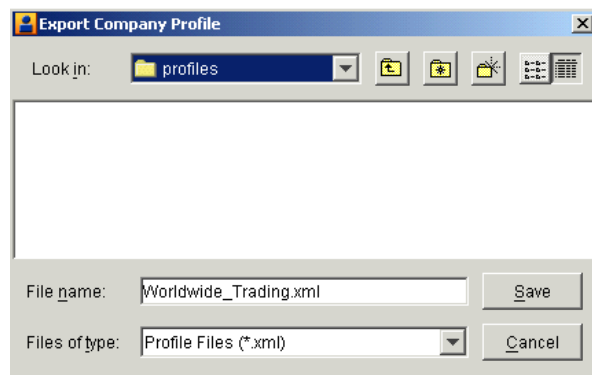 Export Company Profile
Look in: profiles
File name: Worldwide_Trading.xml Save
Files of type: Profile Files (*.xml) Cancel